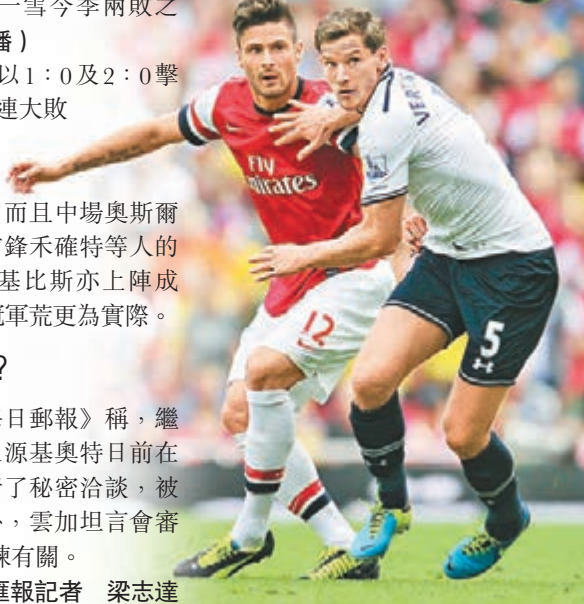 一雪今季兩敗之
播)
以1:0及2:0擊
連大敗
，而且中場奧斯爾
鋒禾確特等人的
基比斯亦上陣成
軍荒更為實際。
?
日郵報》稱，繼
源基奧特日前在
了秘密洽談，被
，雲加坦言會審
練有關。
匯報記者　梁志達
Fly
Emirates
12
VERT
5